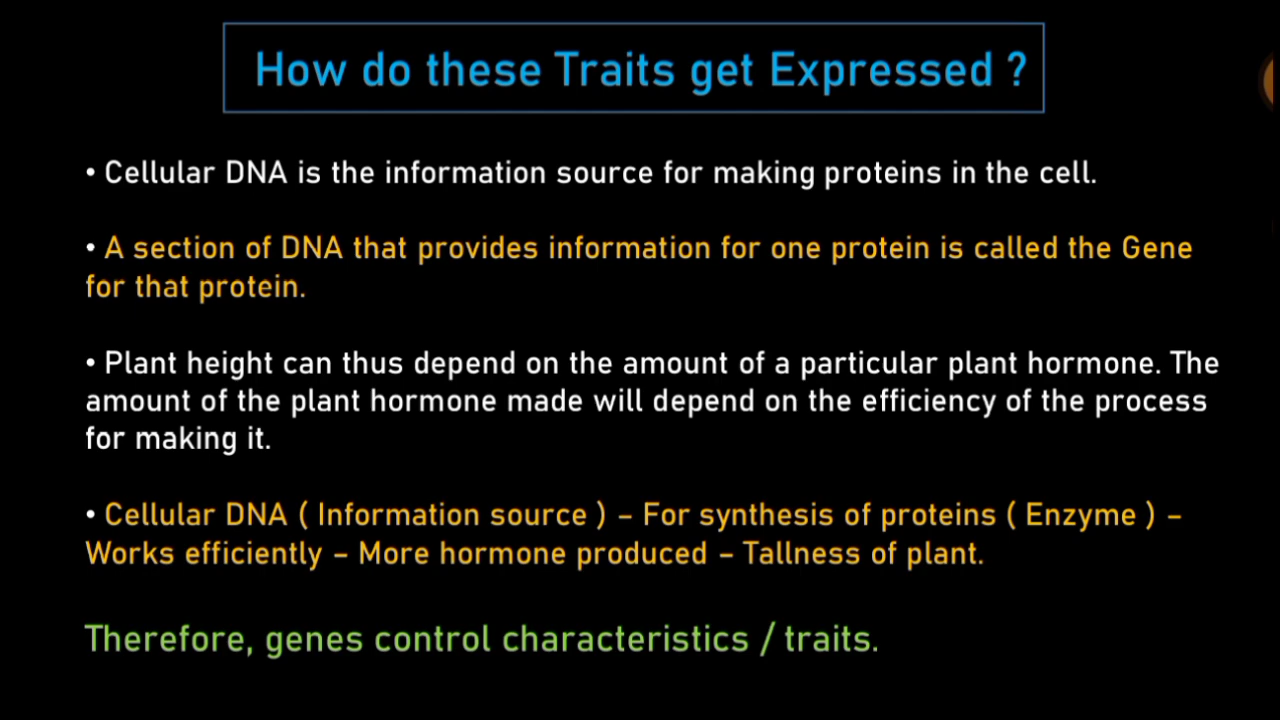 How do these Traits get Expressed ?
• Cellular DNA is the information source for making proteins in the cell.
• A section of DNA that provides information for one protein is called the Gene
for that protein.
• Plant height can thus depend on the amount of a particular plant hormone. The
amount of the plant hormone made will depend on the efficiency of the process
for making it.
• Cellular DNA ( Information source ) – For synthesis of proteins ( Enzyme ) –
Works efficiently – More hormone produced – Tallness of plant.
Therefore, genes control characteristics / traits.